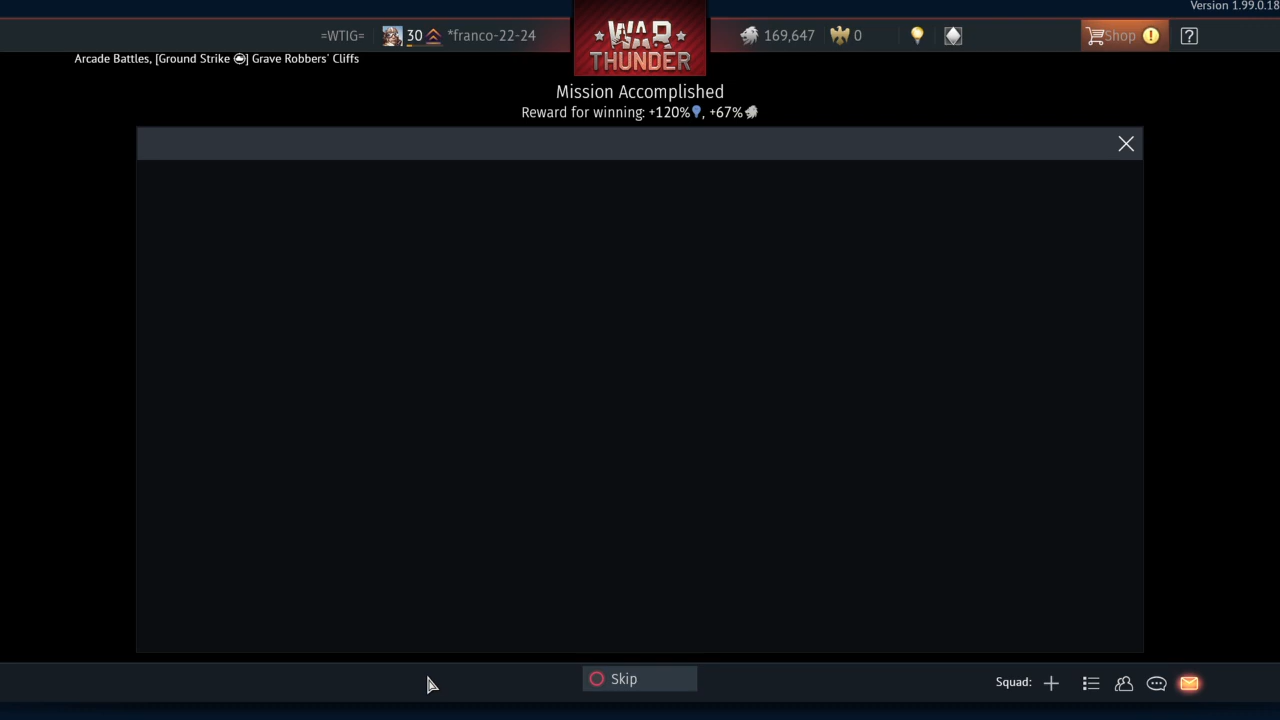 Version 1.99.0.18
=WTIG= 30 *franco-22-24
WAR
THUNDER
169,647 0
Shop
Arcade Battles, [Ground Strike] Grave Robbers' Cliffs
Mission Accomplished
Reward for winning: +120%, +67%
Skip
Squad: